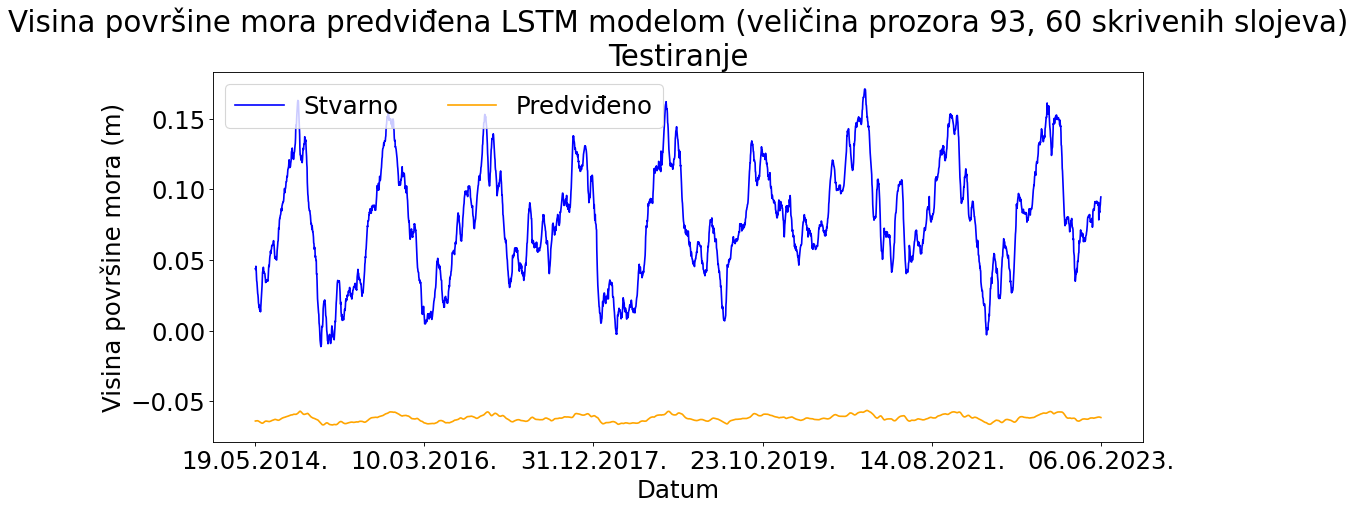 Visina površine mora predviđena LSTM modelom (veličina prozora 93, 60 skrivenih slojeva)
Testiranje
Stvarno Predviđeno
Visina površine mora (m)
0.15
0.10
0.05
0.00
−0.05
19.05.2014. 10.03.2016. 31.12.2017. 23.10.2019. 14.08.2021. 06.06.2023.
Datum